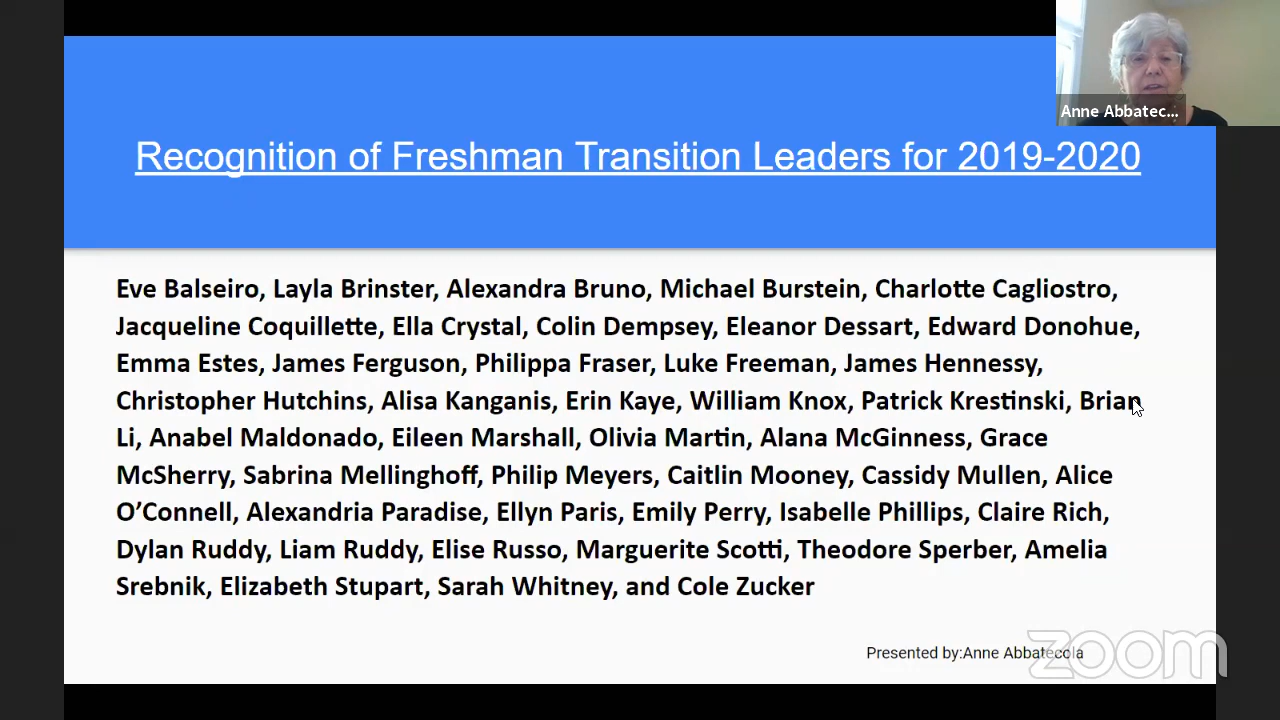 Anne Abbatec...
Recognition of Freshman Transition Leaders for 2019-2020
Eve Balseiro, Layla Brinster, Alexandra Bruno, Michael Burstein, Charlotte Cagliostro,
Jacqueline Coquillette, Ella Crystal, Colin Dempsey, Eleanor Dessart, Edward Donohue,
Emma Estes, James Ferguson, Philippa Fraser, Luke Freeman, James Hennessy,
Christopher Hutchins, Alisa Kanganis, Erin Kaye, William Knox, Patrick Krestinski, Brian
Li, Anabel Maldonado, Eileen Marshall, Olivia Martin, Alana McGinness, Grace
McSherry, Sabrina Mellinghoff, Philip Meyers, Caitlin Mooney, Cassidy Mullen, Alice
O’Connell, Alexandria Paradise, Ellyn Paris, Emily Perry, Isabelle Phillips, Claire Rich,
Dylan Ruddy, Liam Ruddy, Elise Russo, Marguerite Scotti, Theodore Sperber, Amelia
Srebnik, Elizabeth Stupart, Sarah Whitney, and Cole Zucker
Presented by:Anne Abbatecola
zoom